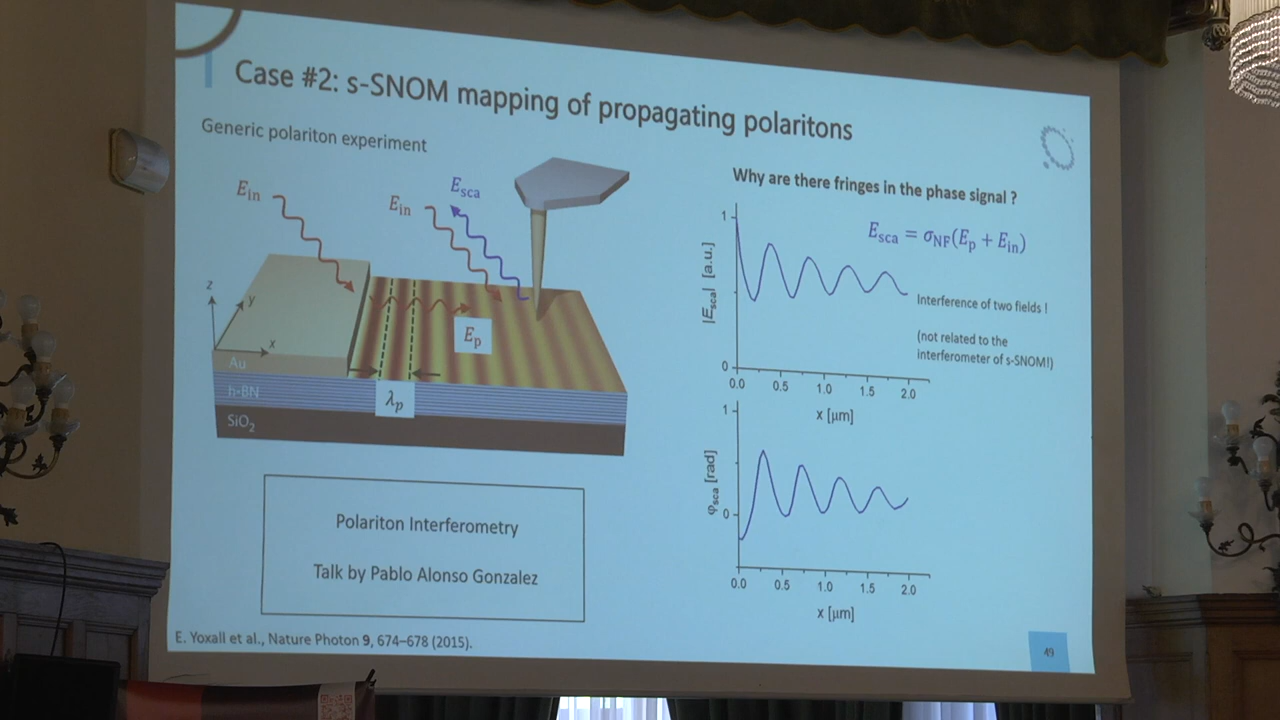 Case #2: s-SNOM mapping of propagating polaritons
Generic polariton experiment
E_in
E_in
E_sca
z
y
x
E_p
λ_p
Au
h-BN
SiO₂
Polariton Interferometry
Talk by Pablo Alonso Gonzalez
E. Yoxall et al., Nature Photon 9, 674–678 (2015).
Why are there fringes in the phase signal ?
E_sca = σ_NF(E_p + E_in)
|E_sca| [a.u.]
1
0
0.0 0.5 1.0 1.5 2.0
x [µm]
Interference of two fields !
(not related to the
interferometer of s-SNOM!)
φ_sca [rad]
1
0
0.0 0.5 1.0 1.5 2.0
x [µm]
49